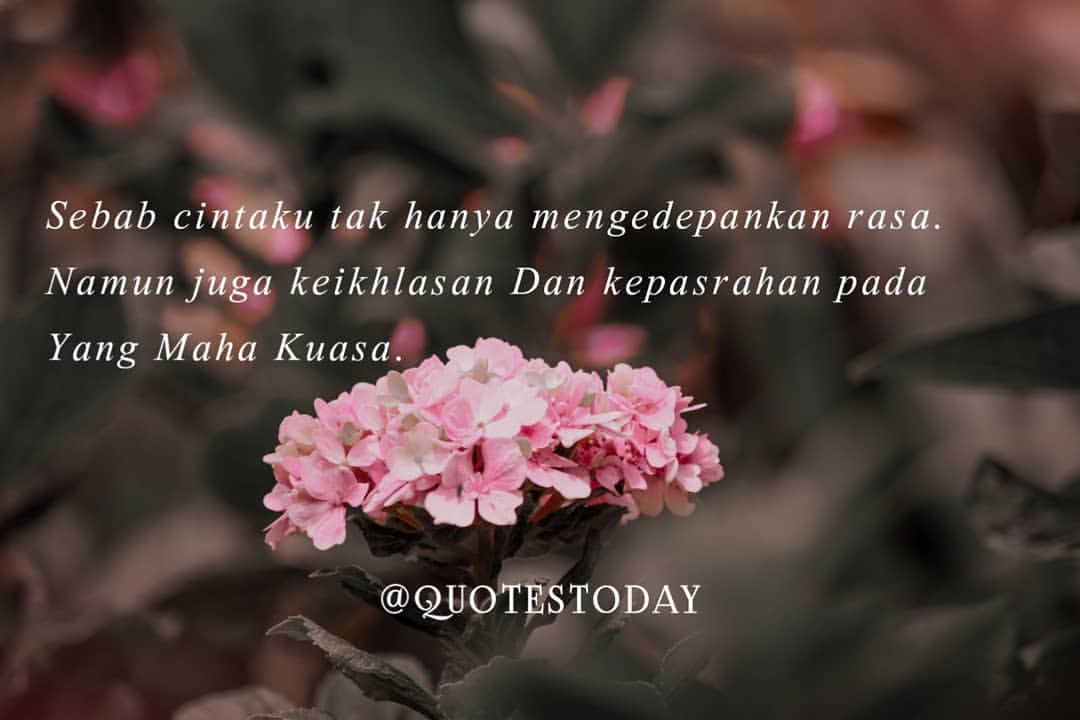 Sebab cintaku tak hanya mengedepankan rasa.
Namun juga keikhlasan Dan kepasrahan pada
Yang Maha Kuasa.
@QUOTESTODAY